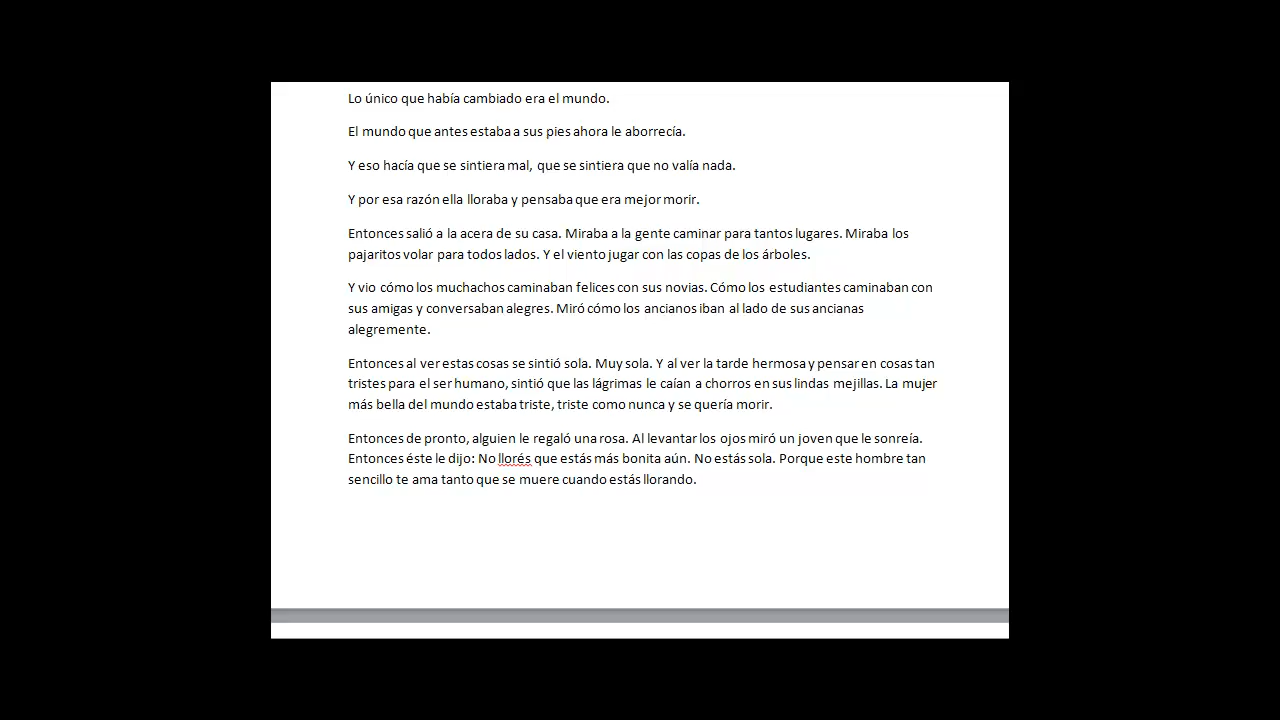 Lo único que había cambiado era el mundo.
El mundo que antes estaba a sus pies ahora le aborrecía.
Y eso hacía que se sintiera mal, que se sintiera que no valía nada.
Y por esa razón ella lloraba y pensaba que era mejor morir.
Entonces salió a la acera de su casa. Miraba a la gente caminar para tantos lugares. Miraba los
pajaritos volar para todos lados. Y el viento jugar con las copas de los árboles.
Y vio cómo los muchachos caminaban felices con sus novias. Cómo los estudiantes caminaban con
sus amigas y conversaban alegres. Miró cómo los ancianos iban al lado de sus ancianas
alegremente.
Entonces al ver estas cosas se sintió sola. Muy sola. Y al ver la tarde hermosa y pensar en cosas tan
tristes para el ser humano, sintió que las lágrimas le caían a chorros en sus lindas mejillas. La mujer
más bella del mundo estaba triste, triste como nunca y se quería morir.
Entonces de pronto, alguien le regaló una rosa. Al levantar los ojos miró un joven que le sonreía.
Entonces éste le dijo: No llorés que estás más bonita aún. No estás sola. Porque este hombre tan
sencillo te ama tanto que se muere cuando estás llorando.